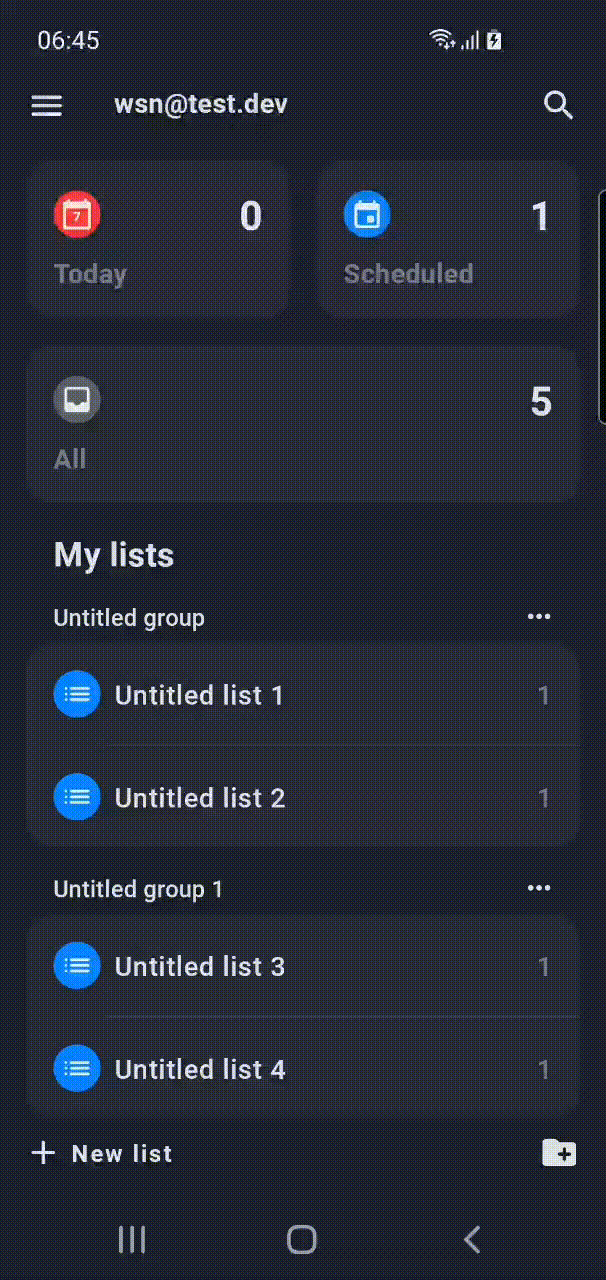 06:45
wsn@test.dev
7
0
1
Today
Scheduled
5
All
My lists
Untitled group
Untitled list 1
1
Untitled list 2
1
Untitled group 1
Untitled list 3
1
Untitled list 4
1
New list